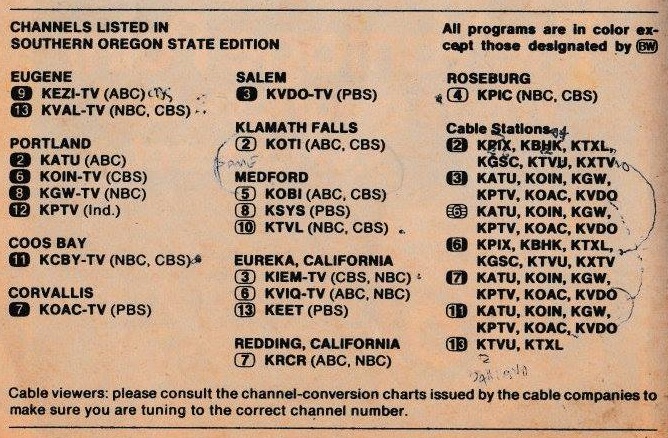 CHANNELS LISTED IN
SOUTHERN OREGON STATE EDITION
All programs are in color ex-
cept those designated by BW
EUGENE
9 KEZI-TV (ABC)
13 KVAL-TV (NBC, CBS)
PORTLAND
2 KATU (ABC)
6 KOIN-TV (CBS)
8 KGW-TV (NBC)
12 KPTV (Ind.)
COOS BAY
11 KCBY-TV (NBC, CBS)
CORVALLIS
7 KOAC-TV (PBS)
SALEM
3 KVDO-TV (PBS)
KLAMATH FALLS
2 KOTI (ABC, CBS)
MEDFORD
5 KOBI (ABC, CBS)
8 KSYS (PBS)
10 KTVL (NBC, CBS)
EUREKA, CALIFORNIA
3 KIEM-TV (CBS, NBC)
6 KVIQ-TV (ABC, NBC)
13 KEET (PBS)
REDDING, CALIFORNIA
7 KRCR (ABC, NBC)
ROSEBURG
4 KPIC (NBC, CBS)
Cable Stations
2 KPIX, KBHK, KTXL,
KGSC, KTVU, KXTV
3 KATU, KOIN, KGW,
KPTV, KOAC, KVDO
6 KATU, KOIN, KGW,
KPTV, KOAC, KVDO
6 KPIX, KBHK, KTXL,
KGSC, KTVU, KXTV
7 KATU, KOIN, KGW,
KPTV, KOAC, KVDO
11 KATU, KOIN, KGW,
KPTV, KOAC, KVDO
13 KTVU, KTXL
Cable viewers: please consult the channel-conversion charts issued by the cable companies to
make sure you are tuning to the correct channel number.